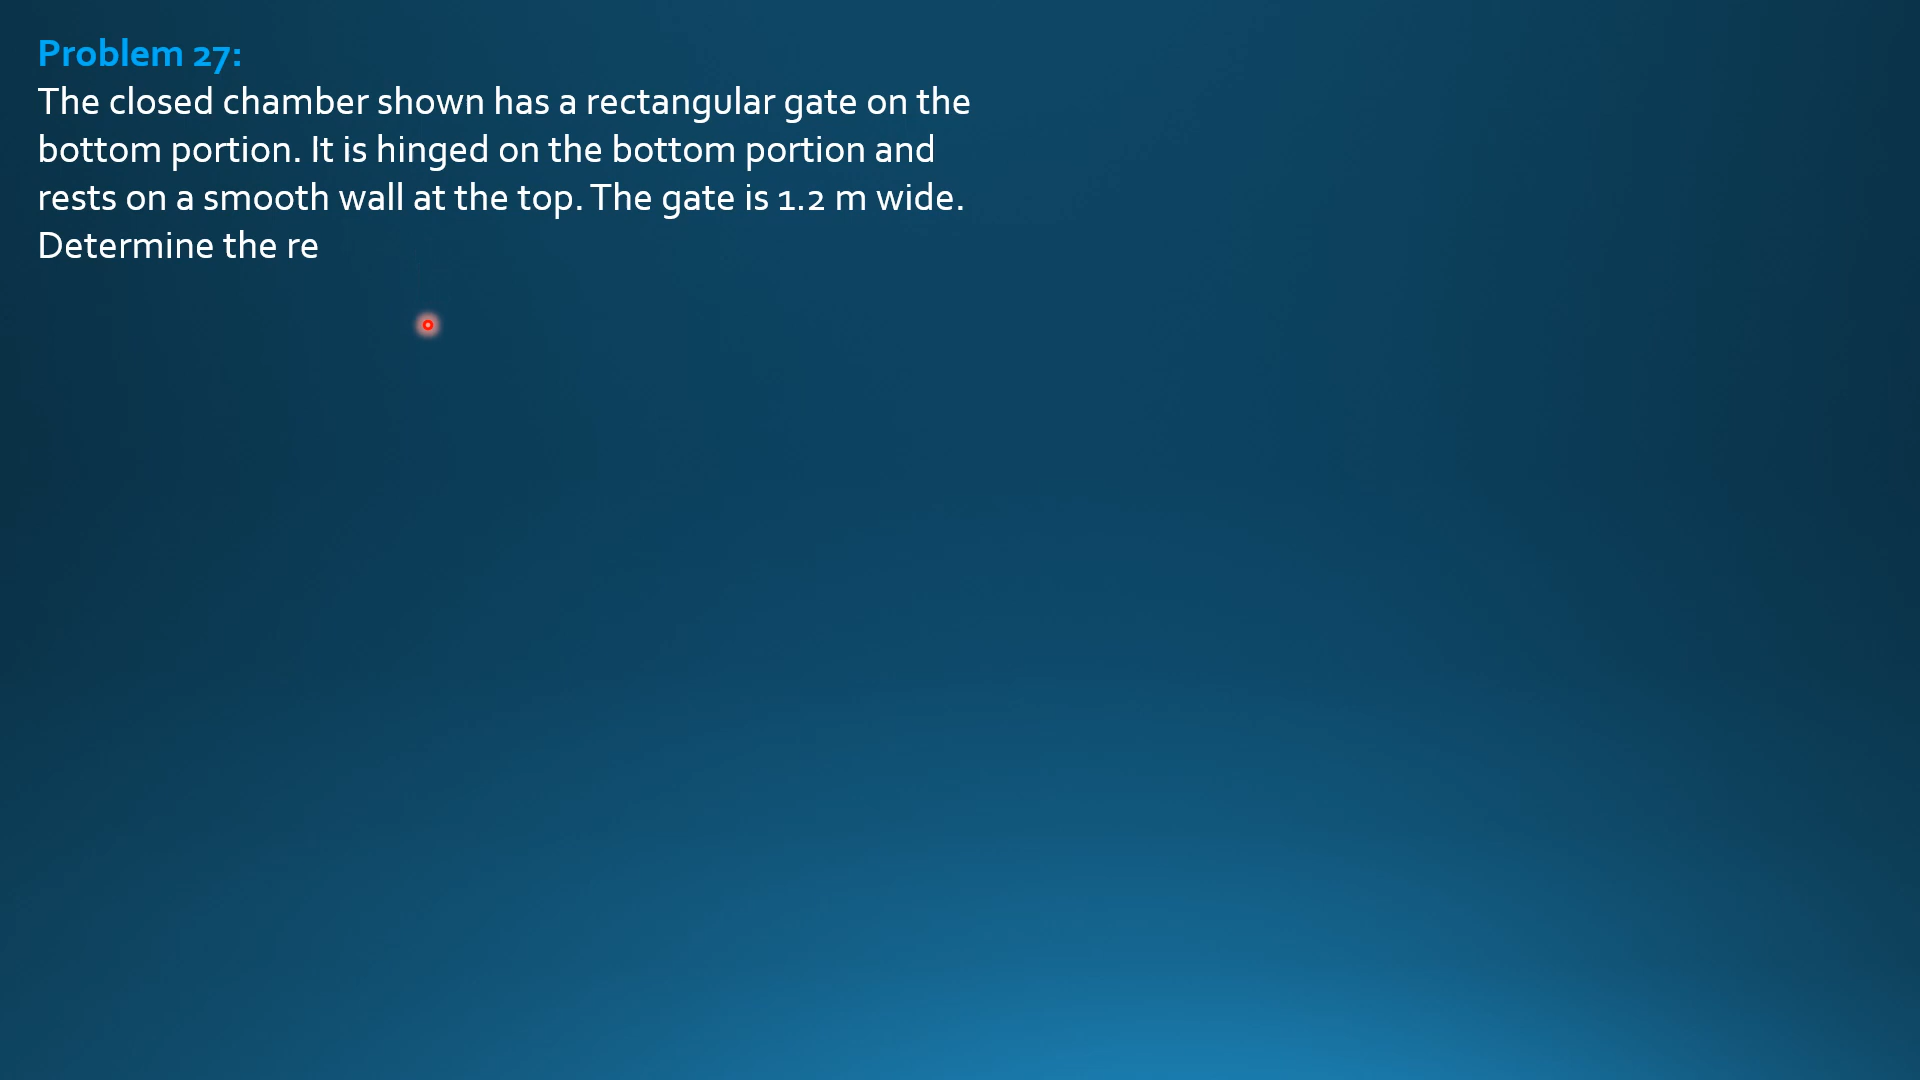 Problem 27:
The closed chamber shown has a rectangular gate on the
bottom portion. It is hinged on the bottom portion and
rests on a smooth wall at the top. The gate is 1.2 m wide.
Determine the re